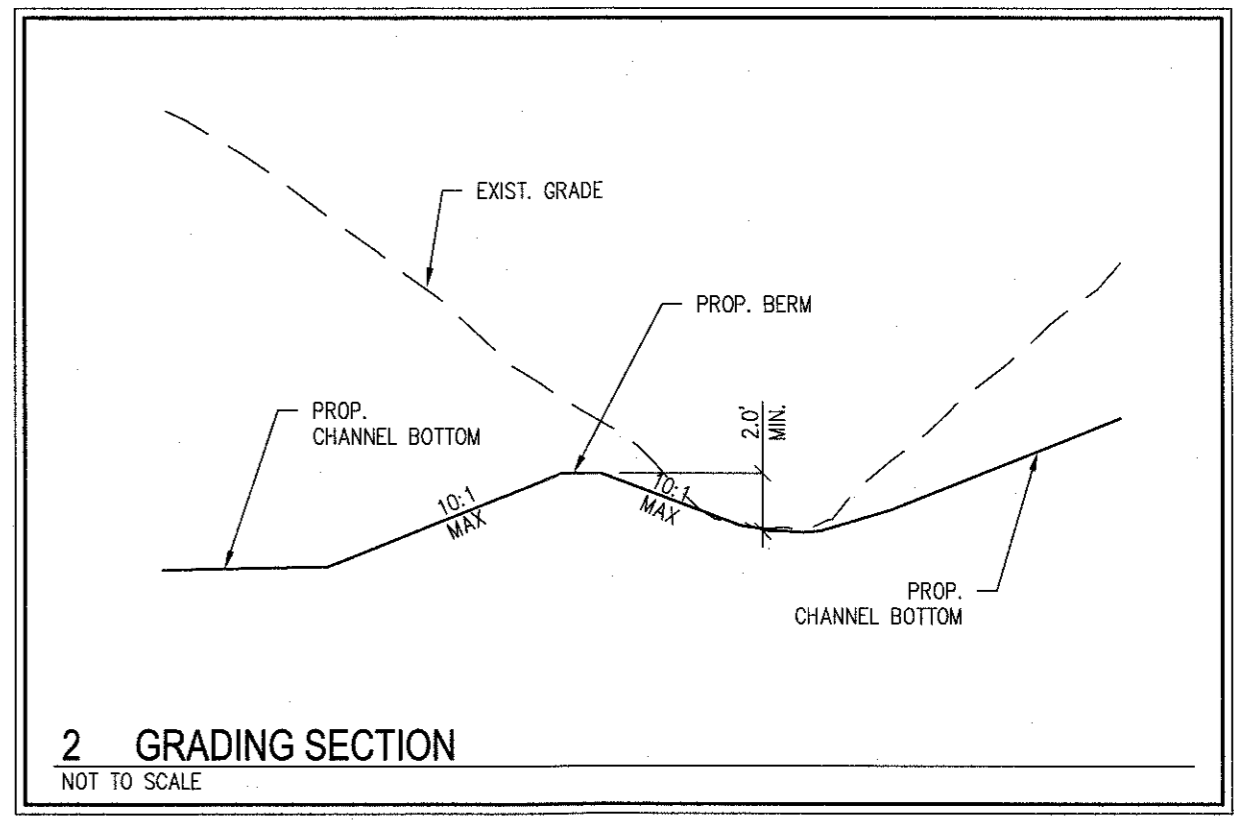 EXIST. GRADE
PROP. BERM
PROP.
CHANNEL BOTTOM
2.0'
MIN.
10:1
MAX
10:1
MAX
PROP.
CHANNEL BOTTOM
2 GRADING SECTION
NOT TO SCALE